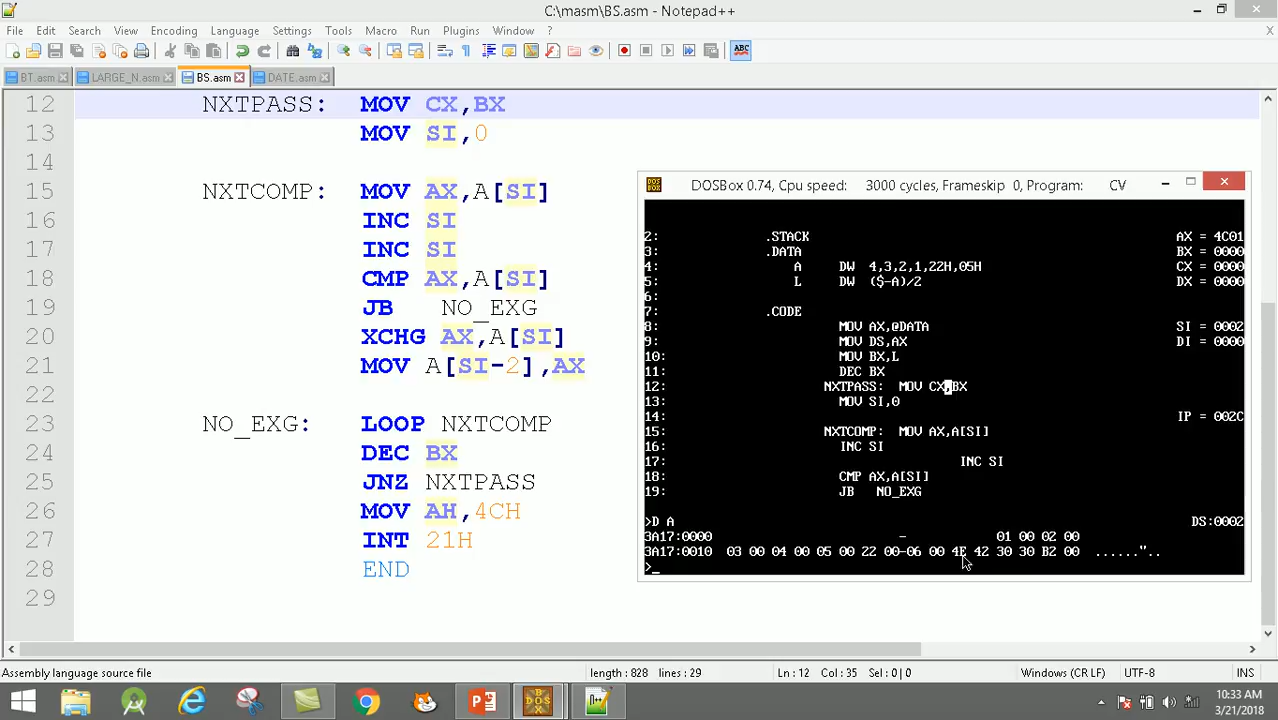 C:\masm\BS.asm - Notepad++
File Edit Search View Encoding Language Settings Tools Macro Run Plugins Window ?
BT.asm LARGE_N.asm BS.asm DATE.asm
12 NXTPASS: MOV CX,BX
13 MOV SI,0
14
15 NXTCOMP: MOV AX,A[SI]
16 INC SI
17 INC SI
18 CMP AX,A[SI]
19 JB NO_EXG
20 XCHG AX,A[SI]
21 MOV A[SI-2],AX
22
23 NO_EXG: LOOP NXTCOMP
24 DEC BX
25 JNZ NXTPASS
26 MOV AH,4CH
27 INT 21H
28 END
29
DOSBox 0.74, Cpu speed: 3000 cycles, Frameskip 0, Program: CV
2: .STACK AX = 4C01
3: .DATA BX = 0000
4: A DW 4,3,2,1,22H,05H CX = 0000
5: L DW ($-A)/2 DX = 0000
6:
7: .CODE
8: MOV AX,@DATA SI = 0002
9: MOV DS,AX DI = 0000
10: MOV BX,L
11: DEC BX
12: NXTPASS: MOV CX,BX
13: MOV SI,0
14: IP = 002C
15: NXTCOMP: MOV AX,A[SI]
16: INC SI
17: INC SI
18: CMP AX,A[SI]
19: JB NO_EXG
>D A DS:0002
3A17:0000 - 01 00 02 00
3A17:0010 03 00 04 00 05 00 22 00-06 00 4E 42 30 30 B2 00 ......"..
>_
Assembly language source file length : 828 lines : 29 Ln : 12 Col : 35 Sel : 0 | 0 Windows (CR LF) UTF-8 INS
10:33 AM
3/21/2018